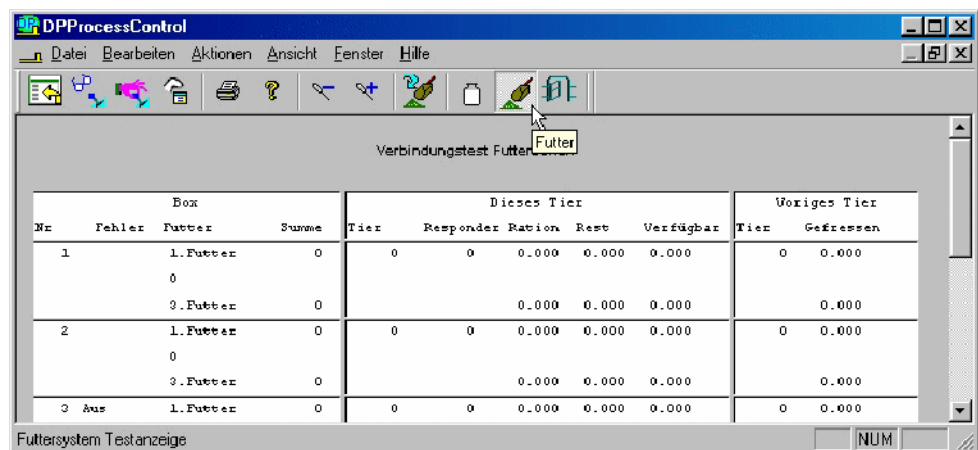 DPProcessControl
Datei Bearbeiten Aktionen Ansicht Fenster Hilfe
Futter
Verbindungstest
Box Dieses Tier Voriges Tier
Nr Fehler Futter Summe Tier Responder Ration Rest Verfügbar Tier Gefressen
1 1.Futter 0 0 0 0.000 0.000 0.000 0 0.000
0
3.Futter 0 0.000 0.000 0.000 0.000
2 1.Futter 0 0 0 0.000 0.000 0.000 0 0.000
0
3.Futter 0 0.000 0.000 0.000 0.000
3 Aus 1.Futter 0 0 0 0.000 0.000 0.000 0 0.000
Futtersystem Testanzeige NUM